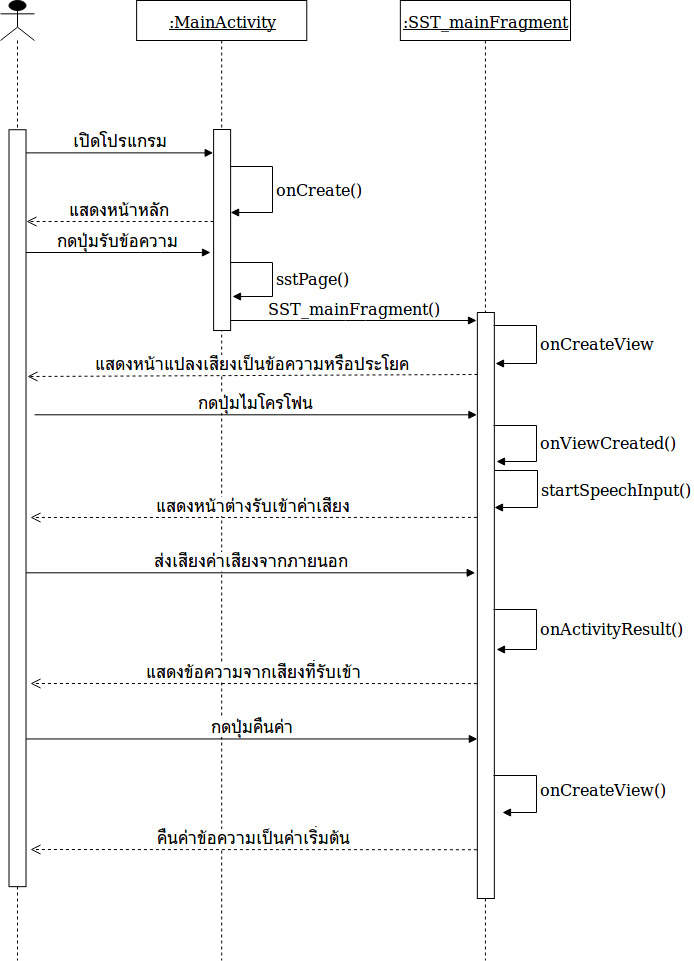 :MainActivity
:SST_mainFragment
เปิดโปรแกรม
onCreate()
แสดงหน้าหลัก
กดปุ่มรับข้อความ
sstPage()
SST_mainFragment()
onCreateView
แสดงหน้าแปลงเสียงเป็นข้อความหรือประโยค
กดปุ่มไมโครโฟน
onViewCreated()
startSpeechInput()
แสดงหน้าต่างรับเข้าค่าเสียง
ส่งเสียงค่าเสียงจากภายนอก
onActivityResult()
แสดงข้อความจากเสียงที่รับเข้า
กดปุ่มคืนค่า
onCreateView()
คืนค่าข้อความเป็นค่าเริ่มต้น